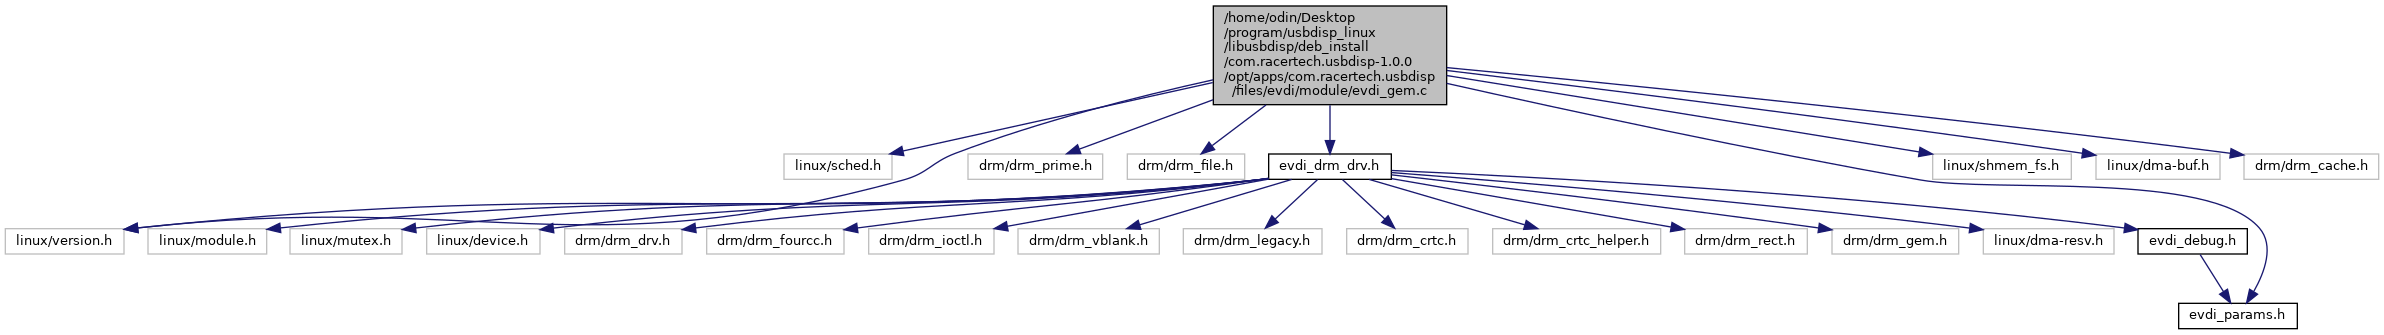 /home/odin/Desktop
/program/usbdisp_linux
/libusbdisp/deb_install
/com.racertech.usbdisp-1.0.0
/opt/apps/com.racertech.usbdisp
/files/evdi/module/evdi_gem.c
linux/sched.h
drm/drm_prime.h
drm/drm_file.h
evdi_drm_drv.h
linux/shmem_fs.h
linux/dma-buf.h
drm/drm_cache.h
linux/version.h
linux/module.h
linux/mutex.h
linux/device.h
drm/drm_drv.h
drm/drm_fourcc.h
drm/drm_ioctl.h
drm/drm_vblank.h
drm/drm_legacy.h
drm/drm_crtc.h
drm/drm_crtc_helper.h
drm/drm_rect.h
drm/drm_gem.h
linux/dma-resv.h
evdi_debug.h
evdi_params.h